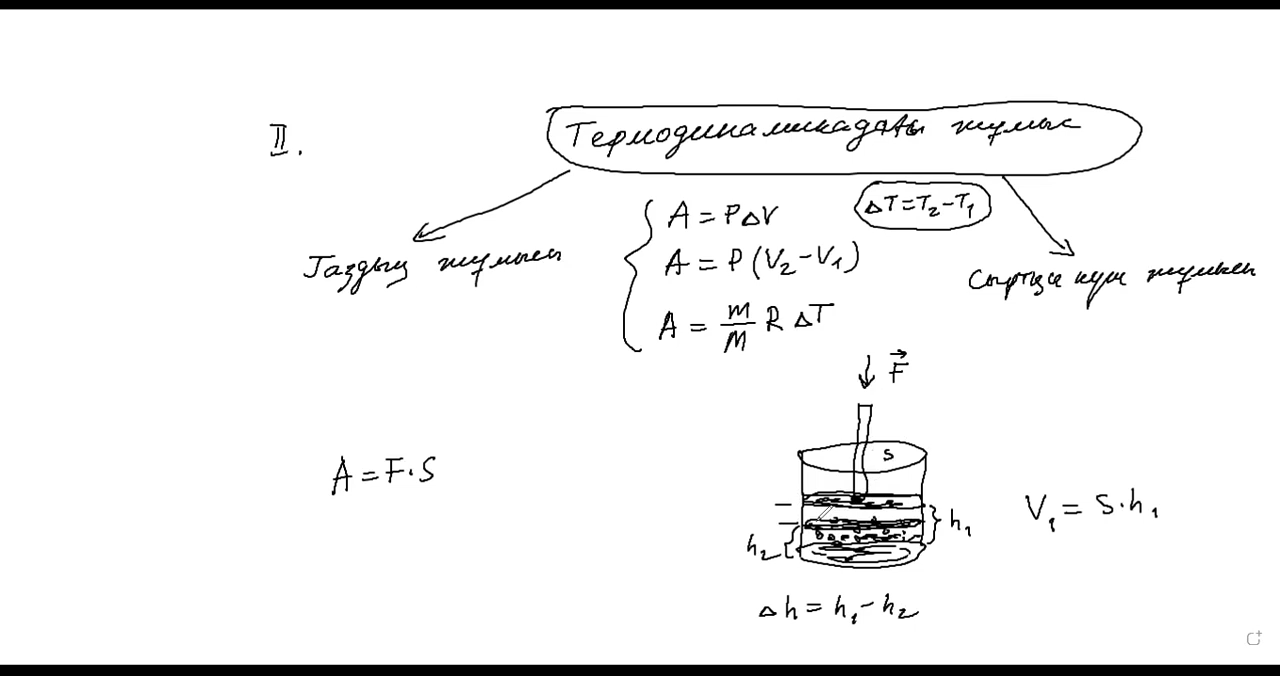 II.
Термодинамикадағы жұмыс
ΔT=T₂-T₁
Газдың жұмысы
A = PΔV
A = P(V₂-V₁)
A = m/M R ΔT
Сыртқы күш жұмысы
F⃗
A = F·S
S
h₁
h₂
V₁ = S·h₁
Δh = h₁-h₂